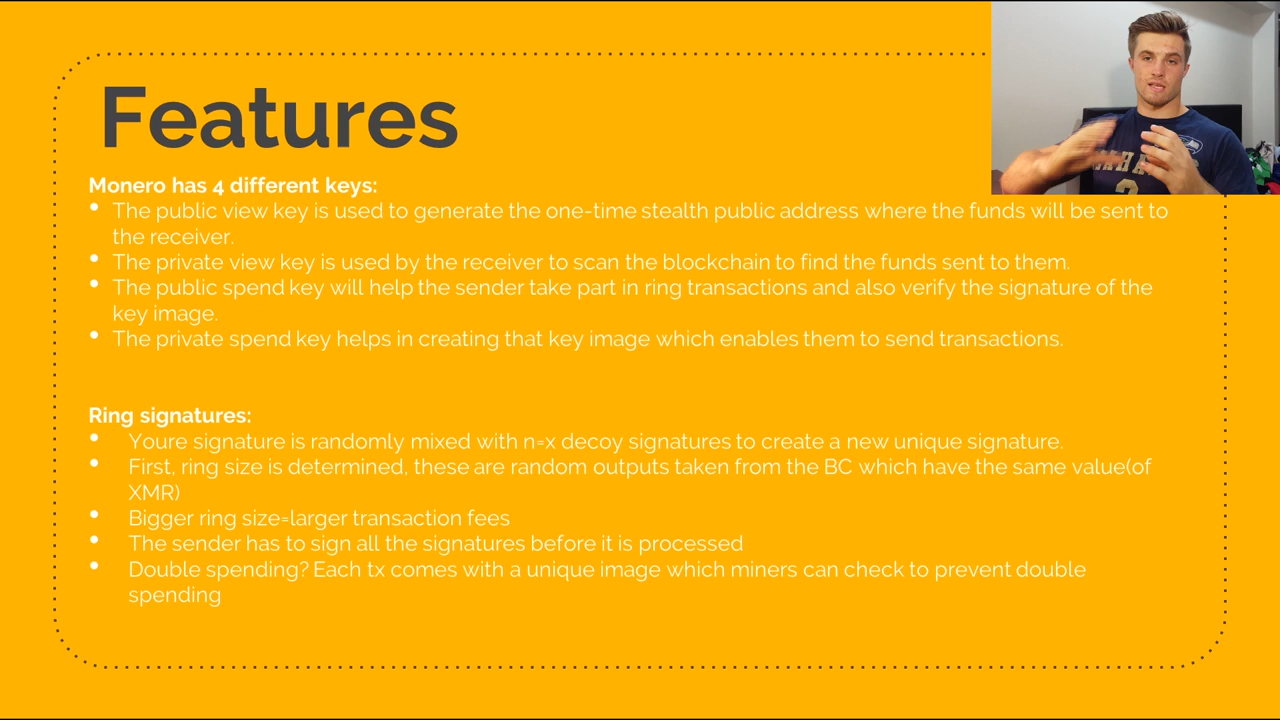 Features
Monero has 4 different keys:
• The public view key is used to generate the one-time stealth public address where the funds will be sent to
the receiver.
• The private view key is used by the receiver to scan the blockchain to find the funds sent to them.
• The public spend key will help the sender take part in ring transactions and also verify the signature of the
key image.
• The private spend key helps in creating that key image which enables them to send transactions.
Ring signatures:
• Youre signature is randomly mixed with n=x decoy signatures to create a new unique signature.
• First, ring size is determined, these are random outputs taken from the BC which have the same value(of
XMR)
• Bigger ring size=larger transaction fees
• The sender has to sign all the signatures before it is processed
• Double spending? Each tx comes with a unique image which miners can check to prevent double
spending